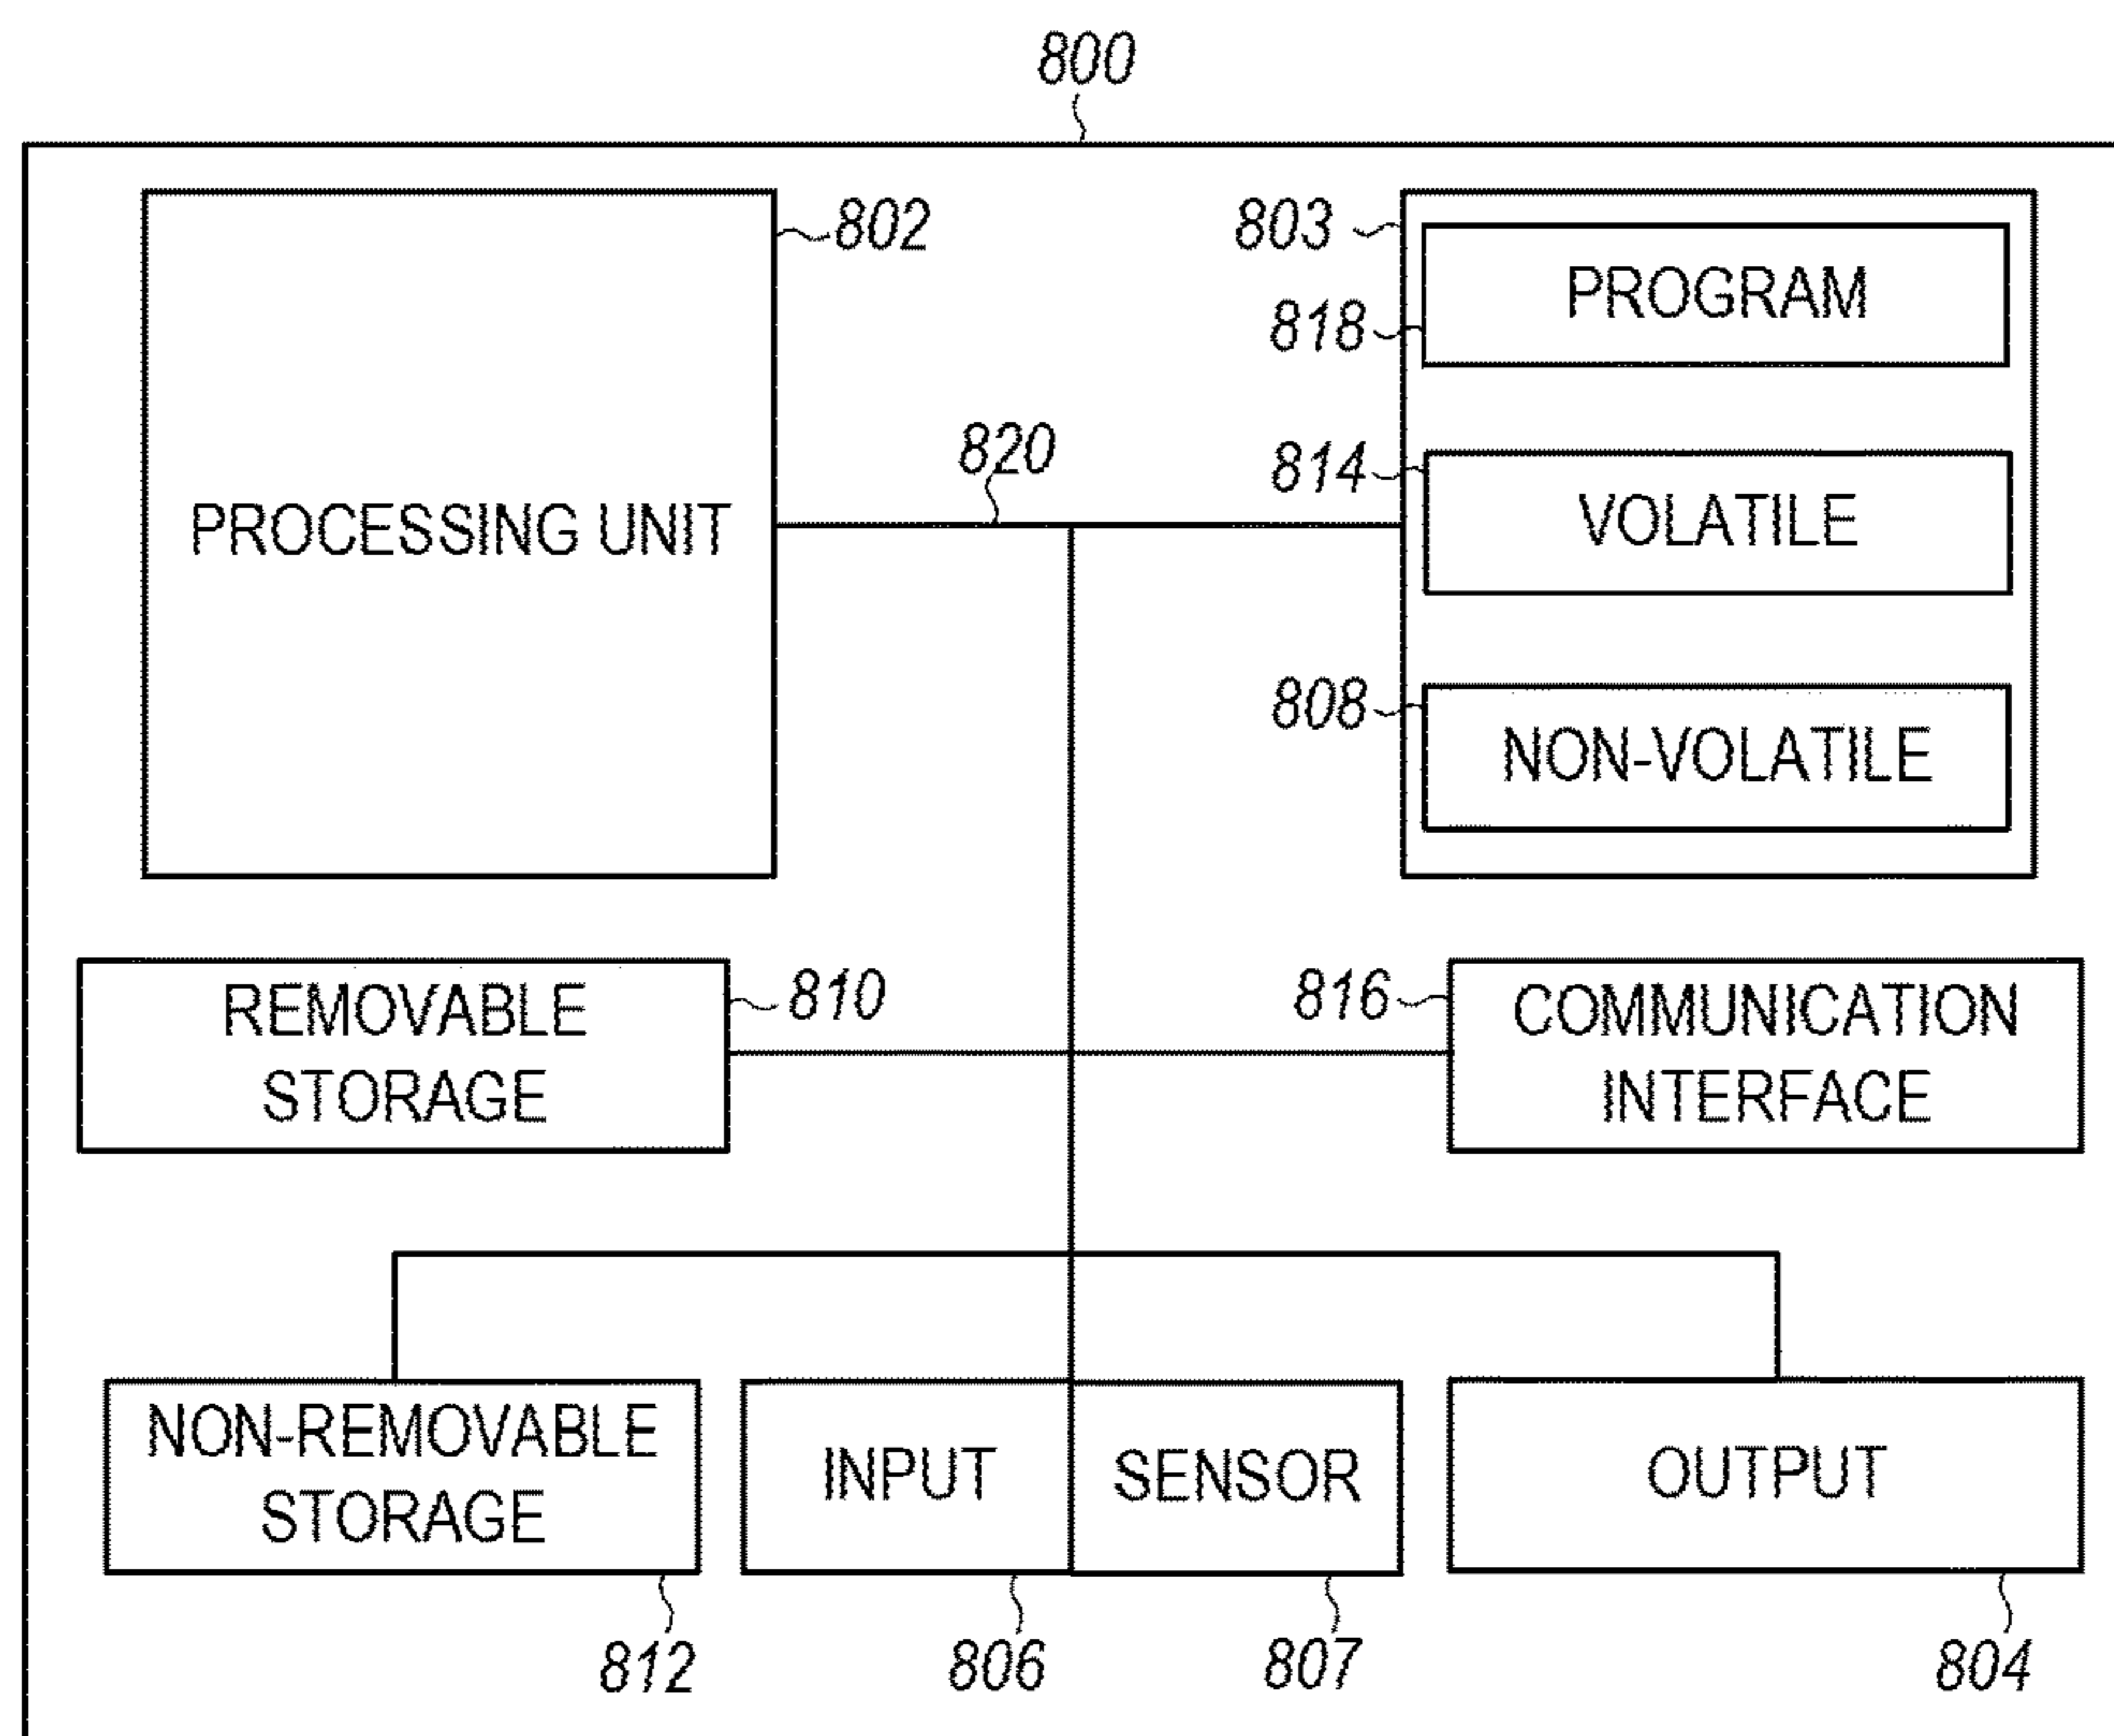 800
802
803
PROGRAM
818
820
814
PROCESSING UNIT
VOLATILE
808
NON-VOLATILE
REMOVABLE
STORAGE
810
816
COMMUNICATION
INTERFACE
NON-REMOVABLE
STORAGE
INPUT
SENSOR
OUTPUT
812
806
807
804